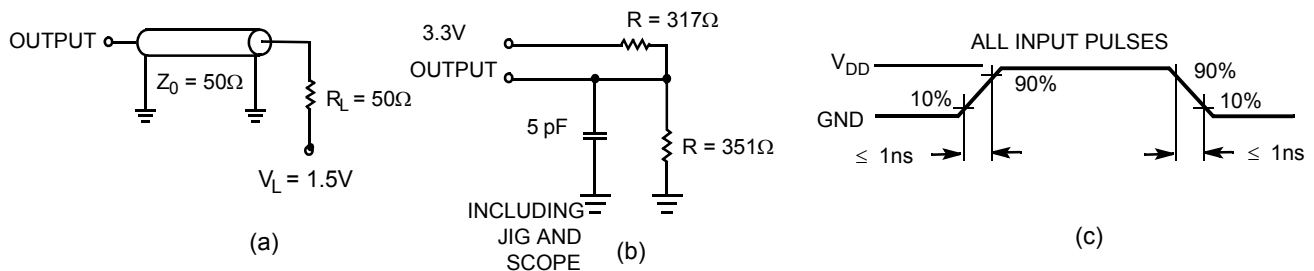 OUTPUT
Z0 = 50Ω
RL = 50Ω
VL = 1.5V
(a)
R = 317Ω
3.3V
OUTPUT
5 pF
R = 351Ω
INCLUDING
JIG AND
SCOPE
(b)
ALL INPUT PULSES
VDD
90%
90%
10%
10%
GND
≤ 1ns
≤ 1ns
(c)